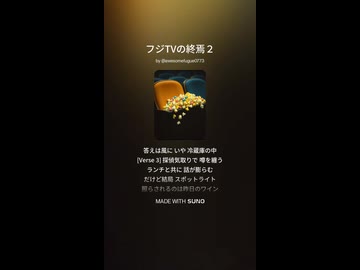 フジTVの終焉２
by @awesomefugue0773
答えは風に いや 冷蔵庫の中
[Verse 3] 探偵気取りで 噂を縫う
ランチと共に 話が膨らむ
だけど結局 スポットライト
照らされるのは昨日のワイン
MADE WITH SUNO